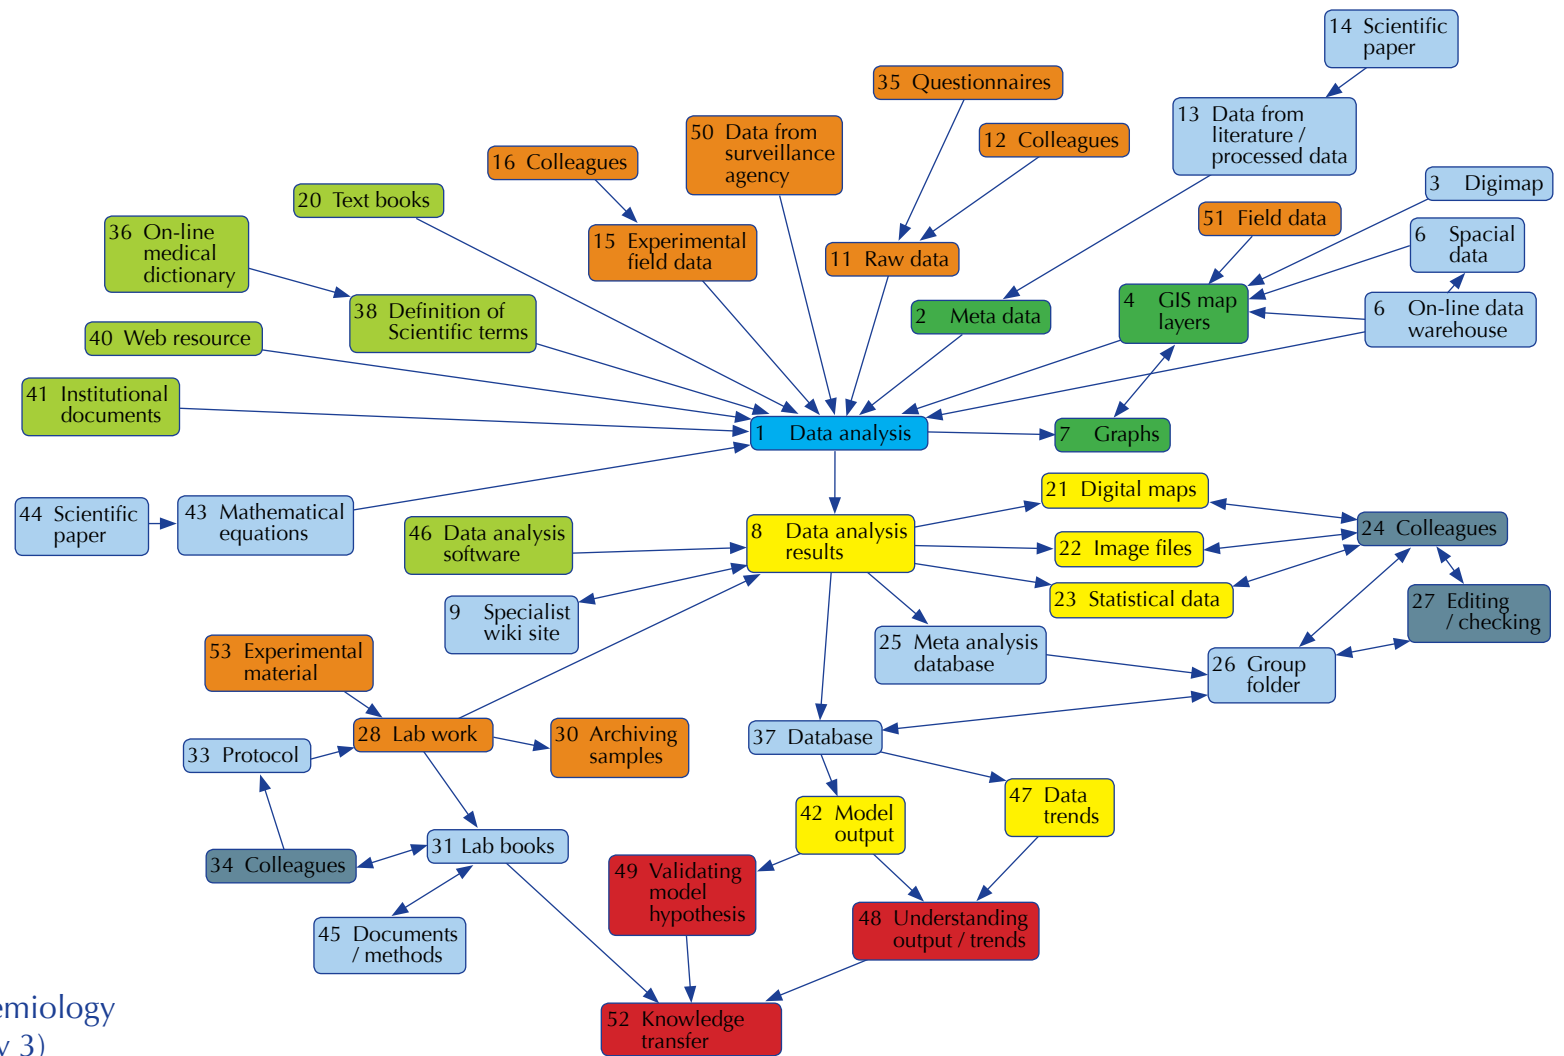 14 Scientific
paper
35 Questionnaires
13 Data from
literature /
processed data
50 Data from
surveillance
agency
12 Colleagues
16 Colleagues
3 Digimap
20 Text books
51 Field data
36 On-line
medical
dictionary
6 Spacial
data
15 Experimental
field data
11 Raw data
4 GIS map
layers
38 Definition of
Scientific terms
2 Meta data
6 On-line data
warehouse
40 Web resource
41 Institutional
documents
1 Data analysis
7 Graphs
21 Digital maps
44 Scientific
paper
43 Mathematical
equations
46 Data analysis
software
8 Data analysis
results
24 Colleagues
22 Image files
23 Statistical data
9 Specialist
wiki site
27 Editing
/ checking
25 Meta analysis
database
53 Experimental
material
26 Group
folder
28 Lab work
30 Archiving
samples
37 Database
33 Protocol
47 Data
trends
42 Model
output
31 Lab books
34 Colleagues
49 Validating
model
hypothesis
48 Understanding
output / trends
45 Documents
/ methods
52 Knowledge
transfer
emiology
v 3)